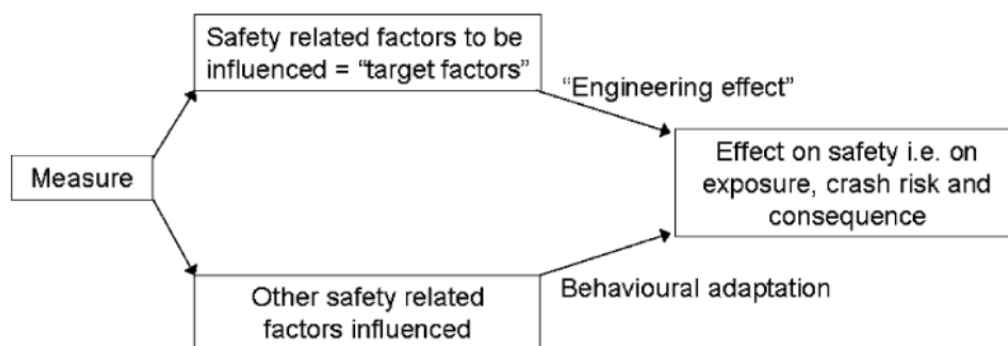 Safety related factors to be
influenced = “target factors”
“Engineering effect”
Measure
Effect on safety i.e. on
exposure, crash risk and
consequence
Other safety related
factors influenced
Behavioural adaptation